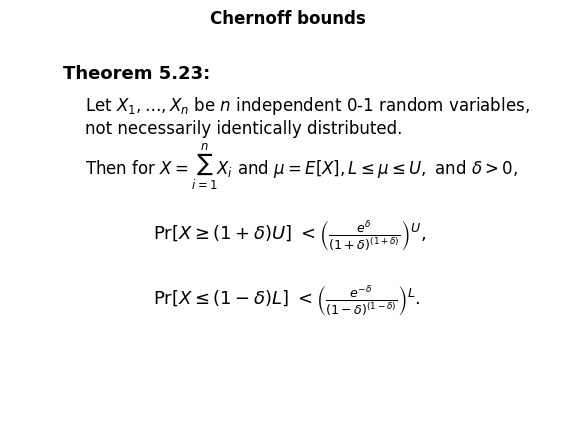 Chernoff bounds
Theorem 5.23:
Let $X_1, \ldots, X_n$ be $n$ independent 0-1 random variables,
not necessarily identically distributed.
Then for $X = \sum_{i=1}^{n} X_i$ and $\mu = E[X], L \leq \mu \leq U,$ and $\delta > 0,$
$\Pr[X \geq (1+\delta)U] < \left(\frac{e^{\delta}}{(1+\delta)^{(1+\delta)}}\right)^U,$
$\Pr[X \leq (1-\delta)L] < \left(\frac{e^{-\delta}}{(1-\delta)^{(1-\delta)}}\right)^L.$